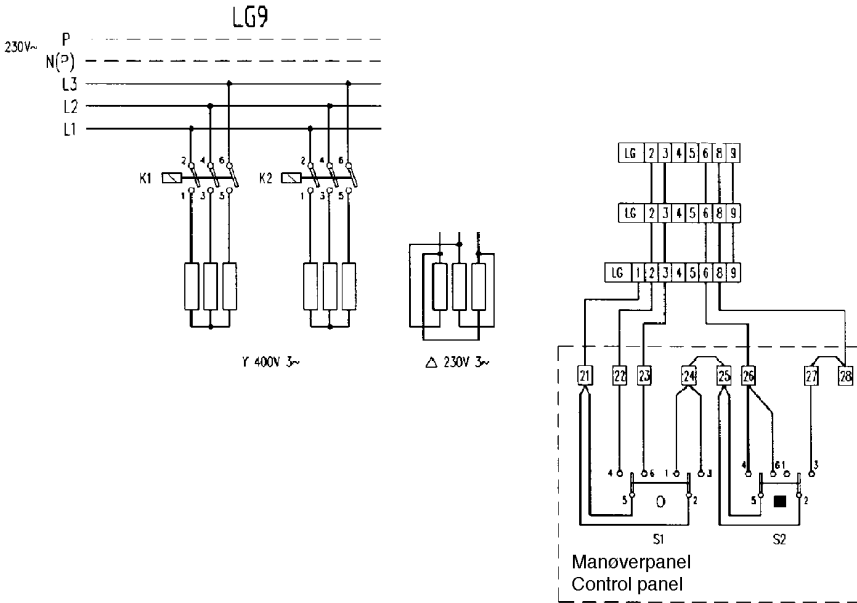 LG9
230V~ P
N(P)
L3
L2
L1
2 4 6
K1
1 3 5
2 4 6
K2
1 3 5
Y 400V 3~
△ 230V 3~
LG 2 3 4 5 6 8 9
LG 2 3 4 5 6 8 9
LG 1 2 3 4 5 6 8 9
21 22 23 24 25 26 27 28
4 6 1 3
5 2
S1
4 6 1 3
5 2
S2
Manøverpanel
Control panel